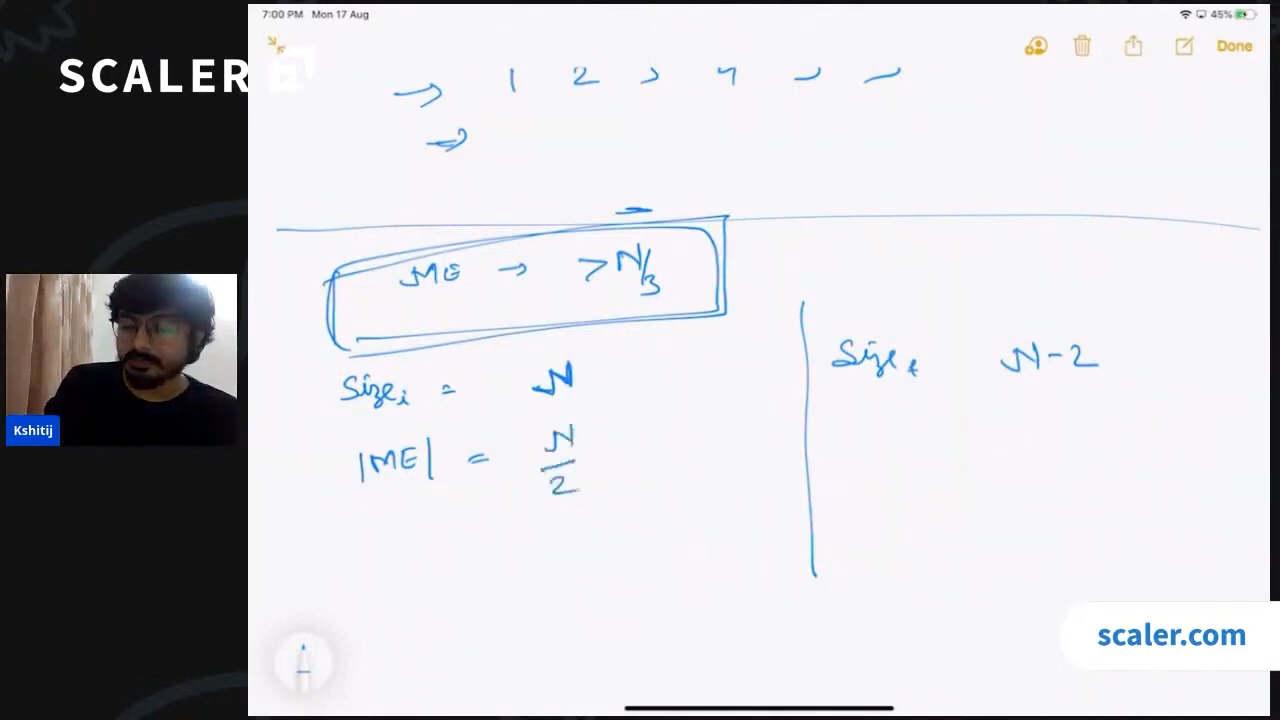 7:00 PM Mon 17 Aug
45%
SCALER
Done
→ 1 2 > 4
⇒
ME → > N/3
Size i = N
|ME| = N/2
Size N-2
Kshitij
scaler.com